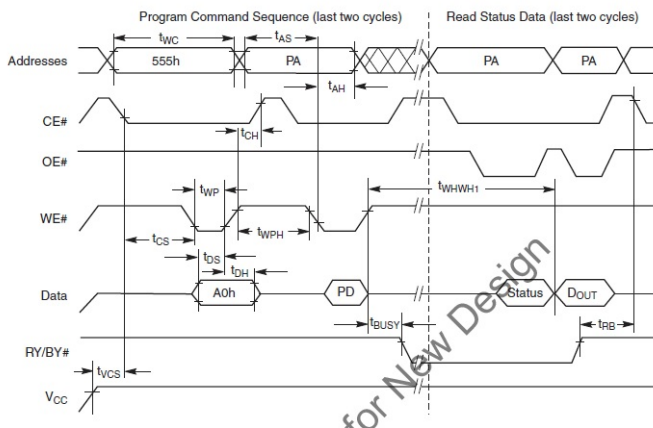 Program Command Sequence (last two cycles) Read Status Data (last two cycles)
tWC tAS
Addresses 555h PA PA PA
tAH
CE#
tCH
OE#
tWP tWHWH1
WE#
tCS tWPH
tDS
tDH
Data A0h PD Status DOUT
tBUSY tRB
RY/BY#
tVCS
VCC
for New Design